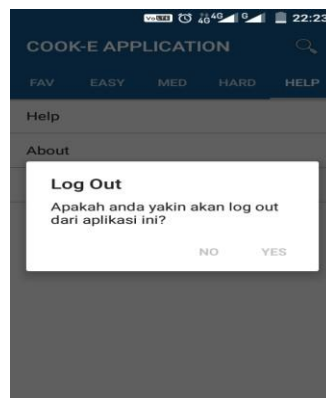 22:23
COOK-E APPLICATION
FAV EASY MED HARD HELP
Help
About
Log Out
Apakah anda yakin akan log out
dari aplikasi ini?
NO YES